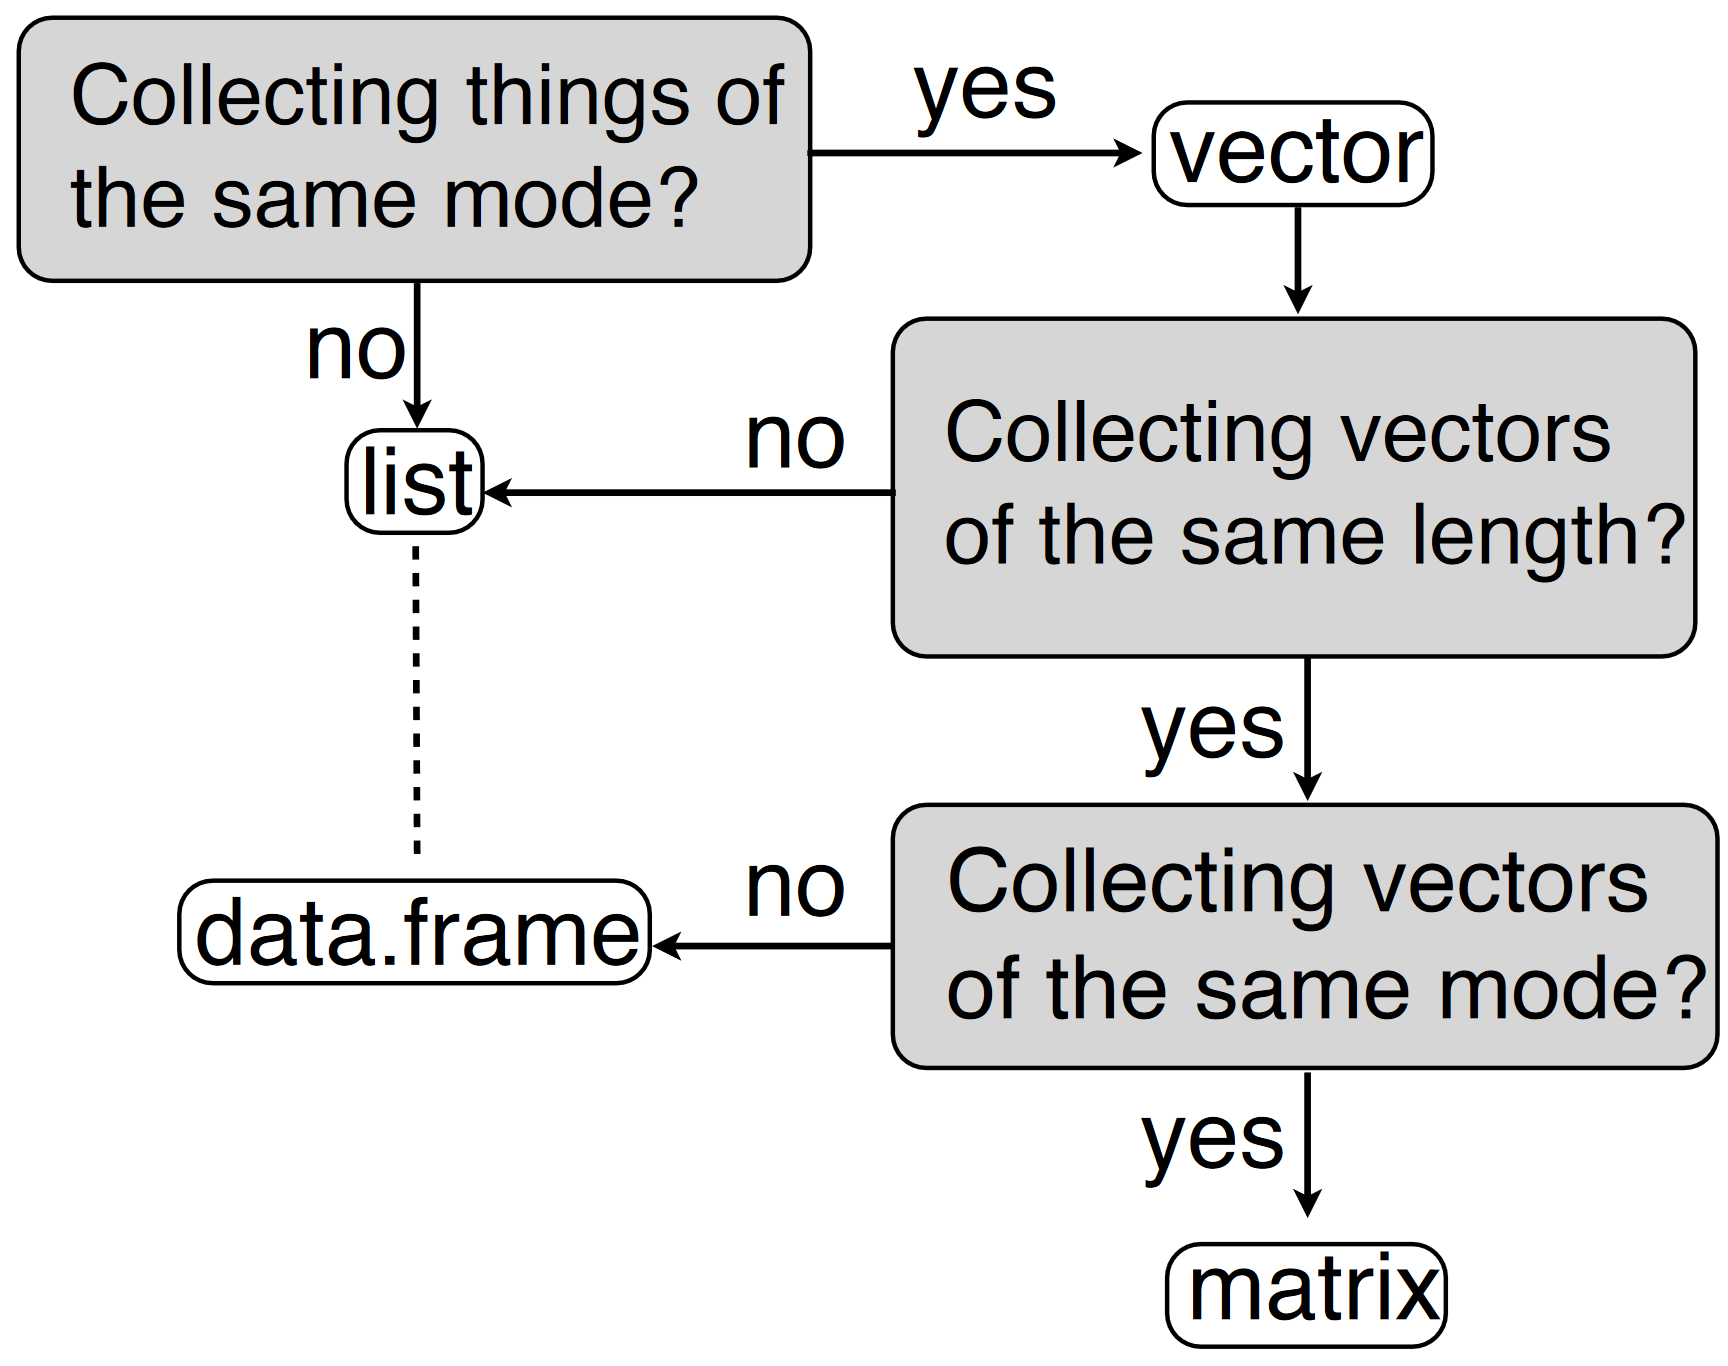 Collecting things of
the same mode?
yes
vector
no
list
no
Collecting vectors
of the same length?
yes
data.frame
no
Collecting vectors
of the same mode?
yes
matrix